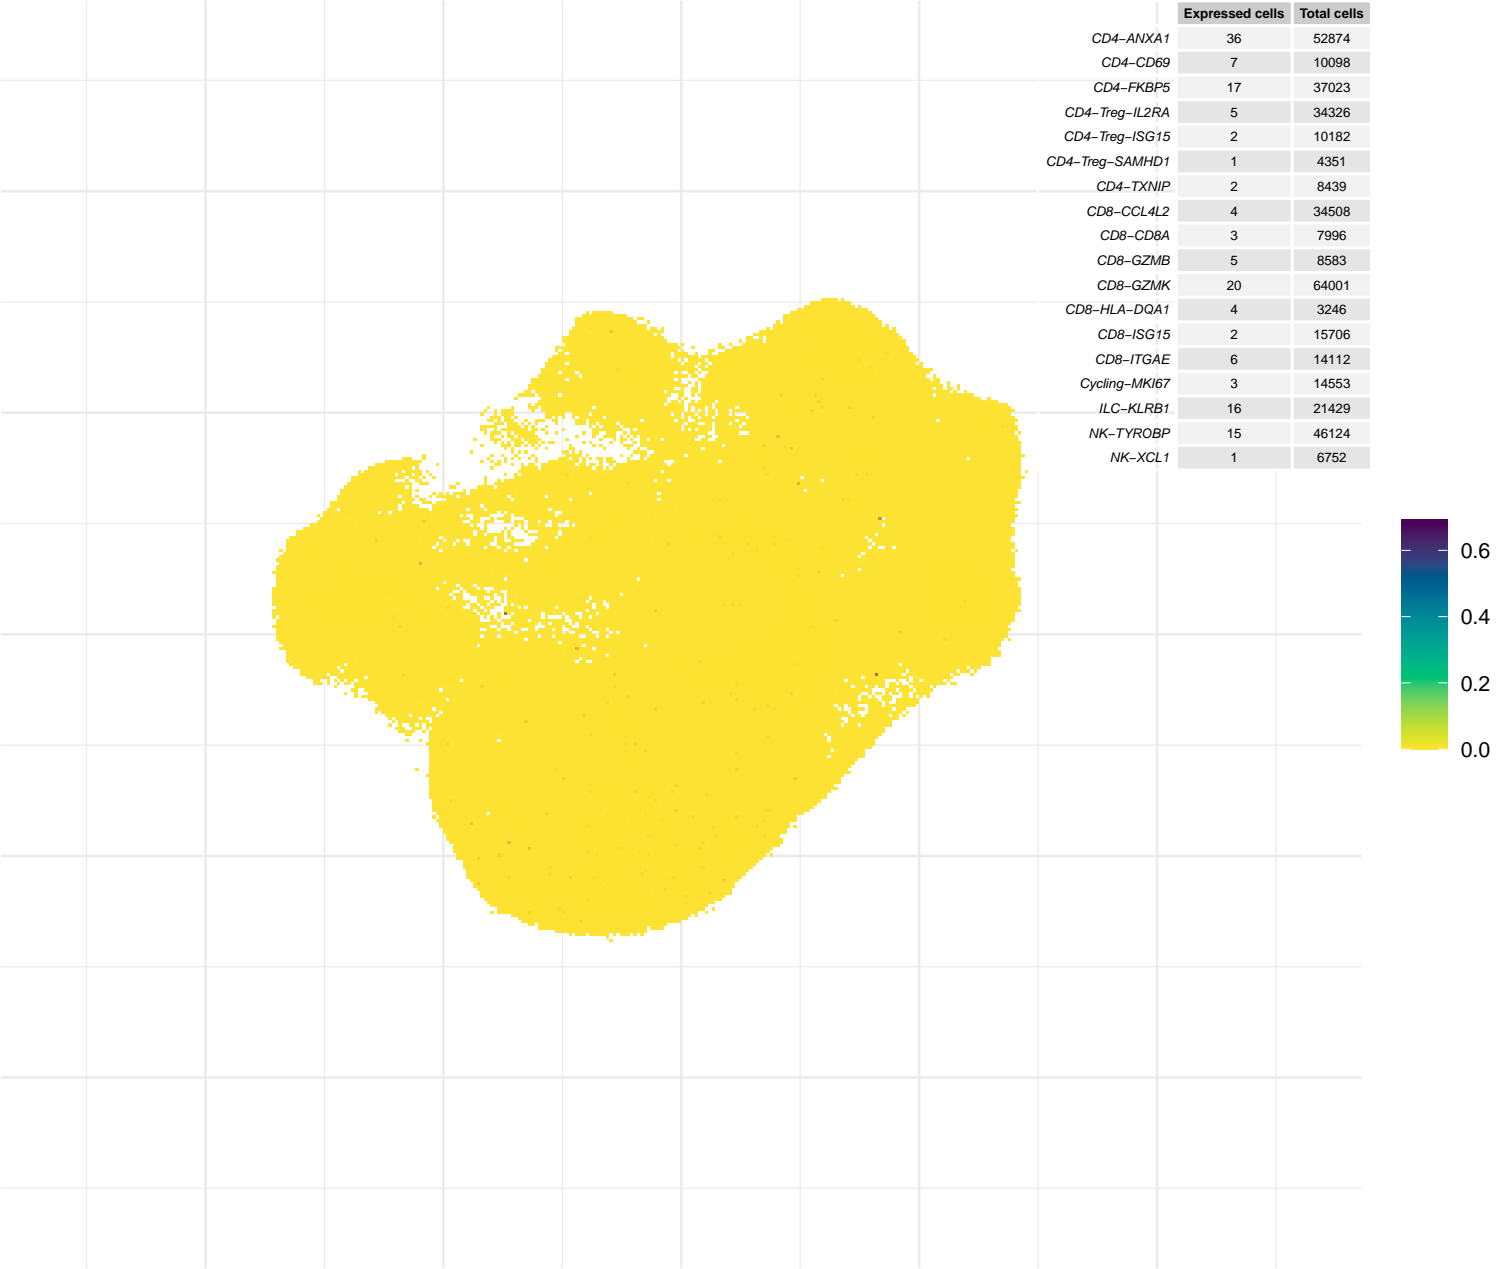 Expressed cells Total cells
CD4−ANXA1 36 52874
CD4−CD69 7 10098
CD4−FKBP5 17 37023
CD4−Treg−IL2RA 5 34326
CD4−Treg−ISG15 2 10182
CD4−Treg−SAMHD1 1 4351
CD4−TXNIP 2 8439
CD8−CCL4L2 4 34508
CD8−CD8A 3 7996
CD8−GZMB 5 8583
CD8−GZMK 20 64001
CD8−HLA−DQA1 4 3246
CD8−ISG15 2 15706
CD8−ITGAE 6 14112
Cycling−MKI67 3 14553
ILC−KLRB1 16 21429
NK−TYROBP 15 46124
NK−XCL1 1 6752
0.6
0.4
0.2
0.0